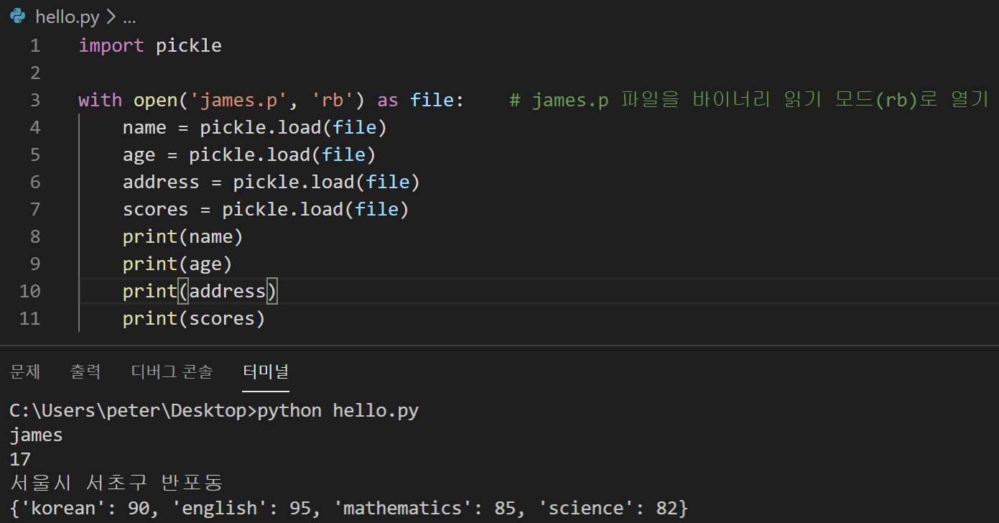 hello.py > ...
1 import pickle
2
3 with open('james.p', 'rb') as file:    # james.p 파일을 바이너리 읽기 모드(rb)로 열기
4     name = pickle.load(file)
5     age = pickle.load(file)
6     address = pickle.load(file)
7     scores = pickle.load(file)
8     print(name)
9     print(age)
10     print(address)
11     print(scores)
문제 출력 디버그 콘솔 터미널
C:\Users\peter\Desktop>python hello.py
james
17
서울시 서초구 반포동
{'korean': 90, 'english': 95, 'mathematics': 85, 'science': 82}